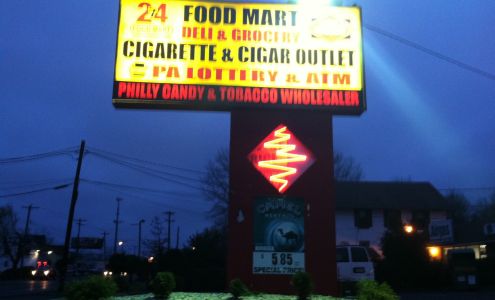 24 FOOD MART
DELI & GROCERY
CIGARETTE & CIGAR OUTLET
PA LOTTERY & ATM
PHILLY CANDY & TOBACCO WHOLESALER
CAMEL
$ 5.85
SPECIAL PRICE